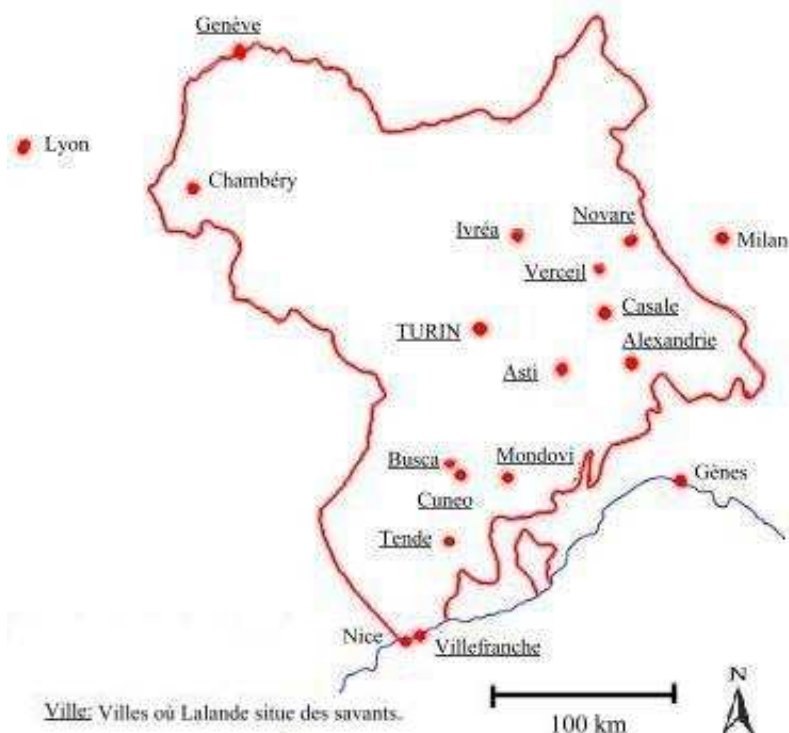 Genève
Lyon
Chambéry
Ivréa
Novare
Milan
Verceil
Casale
TURIN
Alexandrie
Asti
Busca
Mondovi
Gènes
Cuneo
Tende
Nice
Villefranche
N
Ville: Villes où Lalande situe des savants.
100 km